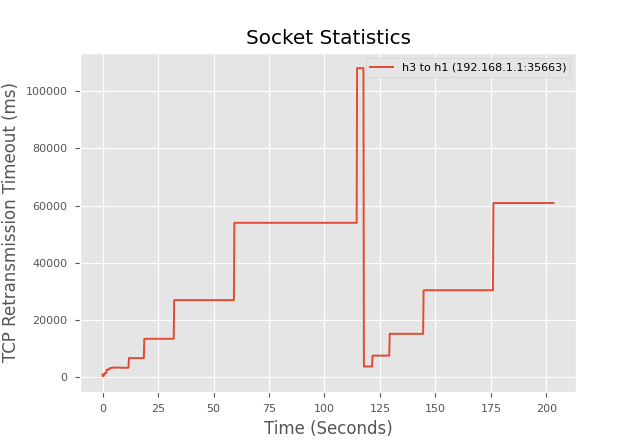 Socket Statistics
h3 to h1 (192.168.1.1:35663)
TCP Retransmission Timeout (ms)
100000
80000
60000
40000
20000
0
0 25 50 75 100 125 150 175 200
Time (Seconds)